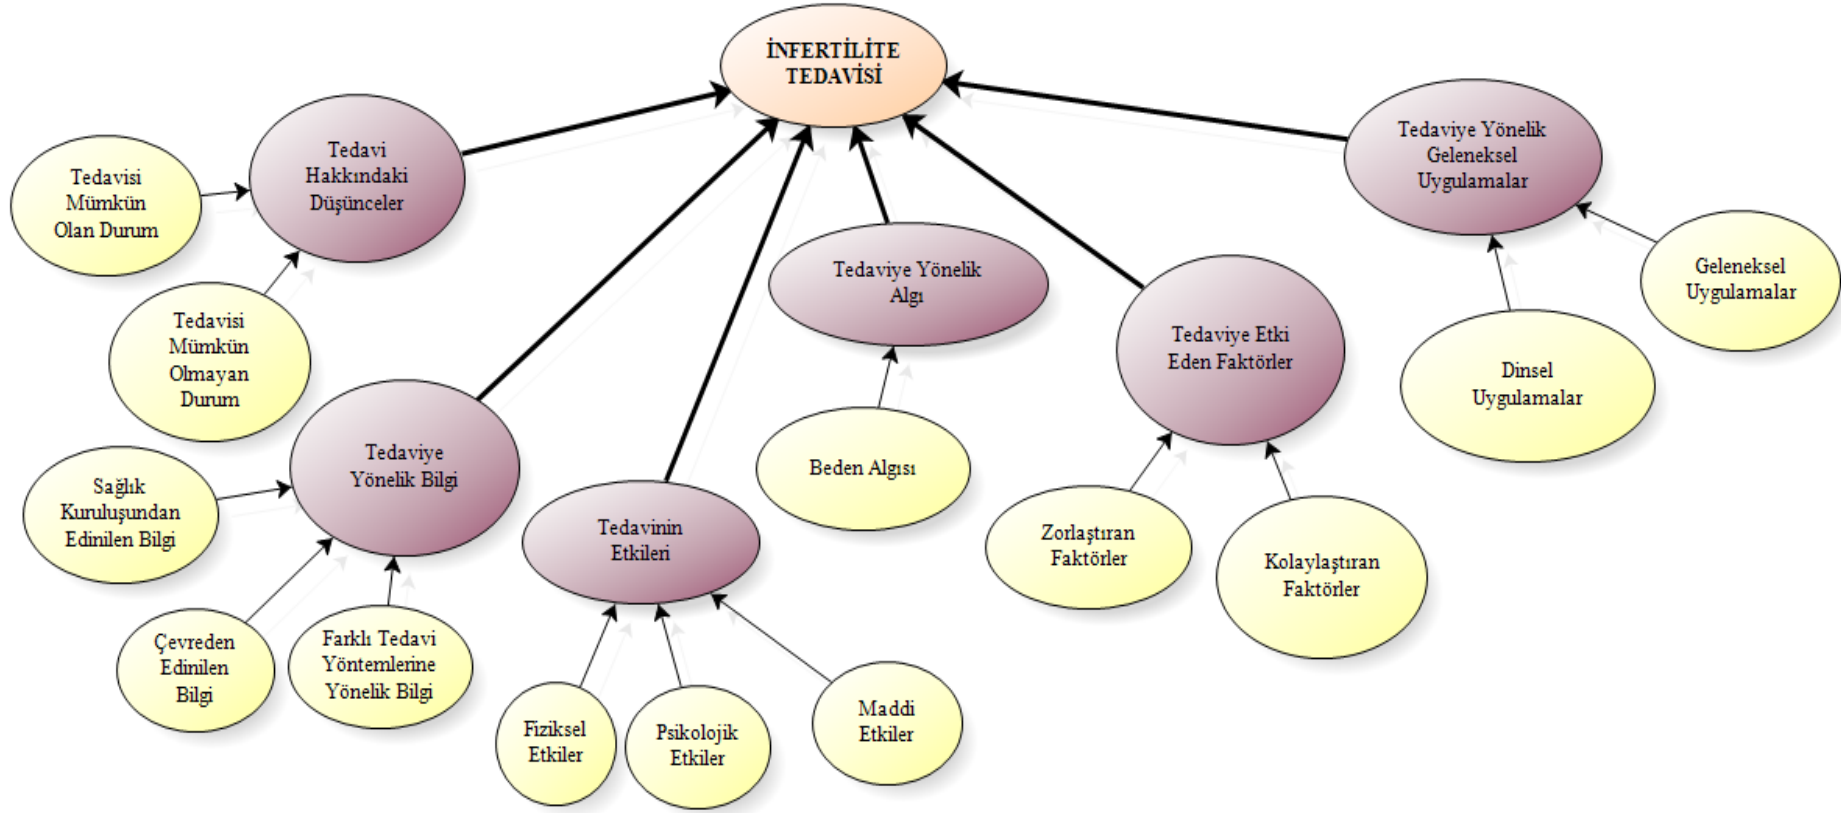 İNFERTİLİTE
TEDAVİSİ
Tedavi
Hakkındaki
Düşünceler
Tedavisi
Mümkün
Olan Durum
Tedavisi
Mümkün
Olmayan
Durum
Tedaviye
Yönelik Bilgi
Sağlık
Kuruluşundan
Edinilen Bilgi
Çevreden
Edinilen
Bilgi
Farklı Tedavi
Yöntemlerine
Yönelik Bilgi
Tedavinin
Etkileri
Fiziksel
Etkiler
Psikolojik
Etkiler
Maddi
Etkiler
Tedaviye Yönelik
Algı
Beden Algısı
Tedaviye Etki
Eden Faktörler
Zorlaştıran
Faktörler
Kolaylaştıran
Faktörler
Tedaviye Yönelik
Geleneksel
Uygulamalar
Dinsel
Uygulamalar
Geleneksel
Uygulamalar